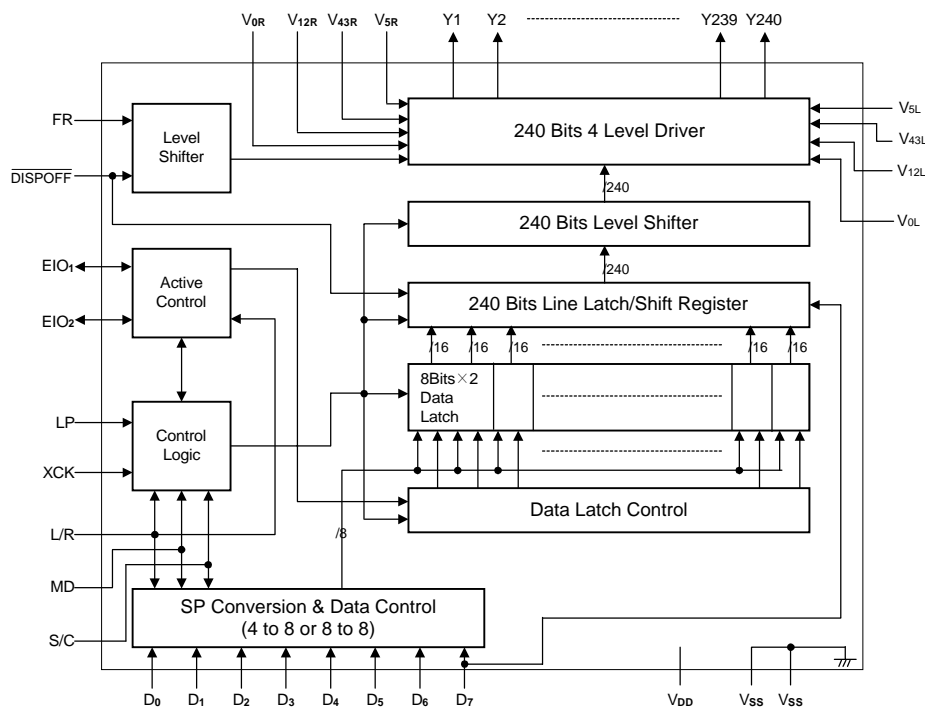 V0R V12R V43R V5R Y1 Y2 Y239 Y240
FR
Level
Shifter
240 Bits 4 Level Driver
V5L
V43L
V12L
V0L
DISPOFF
/240
240 Bits Level Shifter
/240
EIO1
Active
Control
EIO2
240 Bits Line Latch/Shift Register
/16 /16 /16 /16 /16
8Bits×2
Data
Latch
LP
Control
Logic
XCK
Data Latch Control
L/R
/8
MD
SP Conversion & Data Control
(4 to 8 or 8 to 8)
S/C
D0 D1 D2 D3 D4 D5 D6 D7 VDD VSS VSS